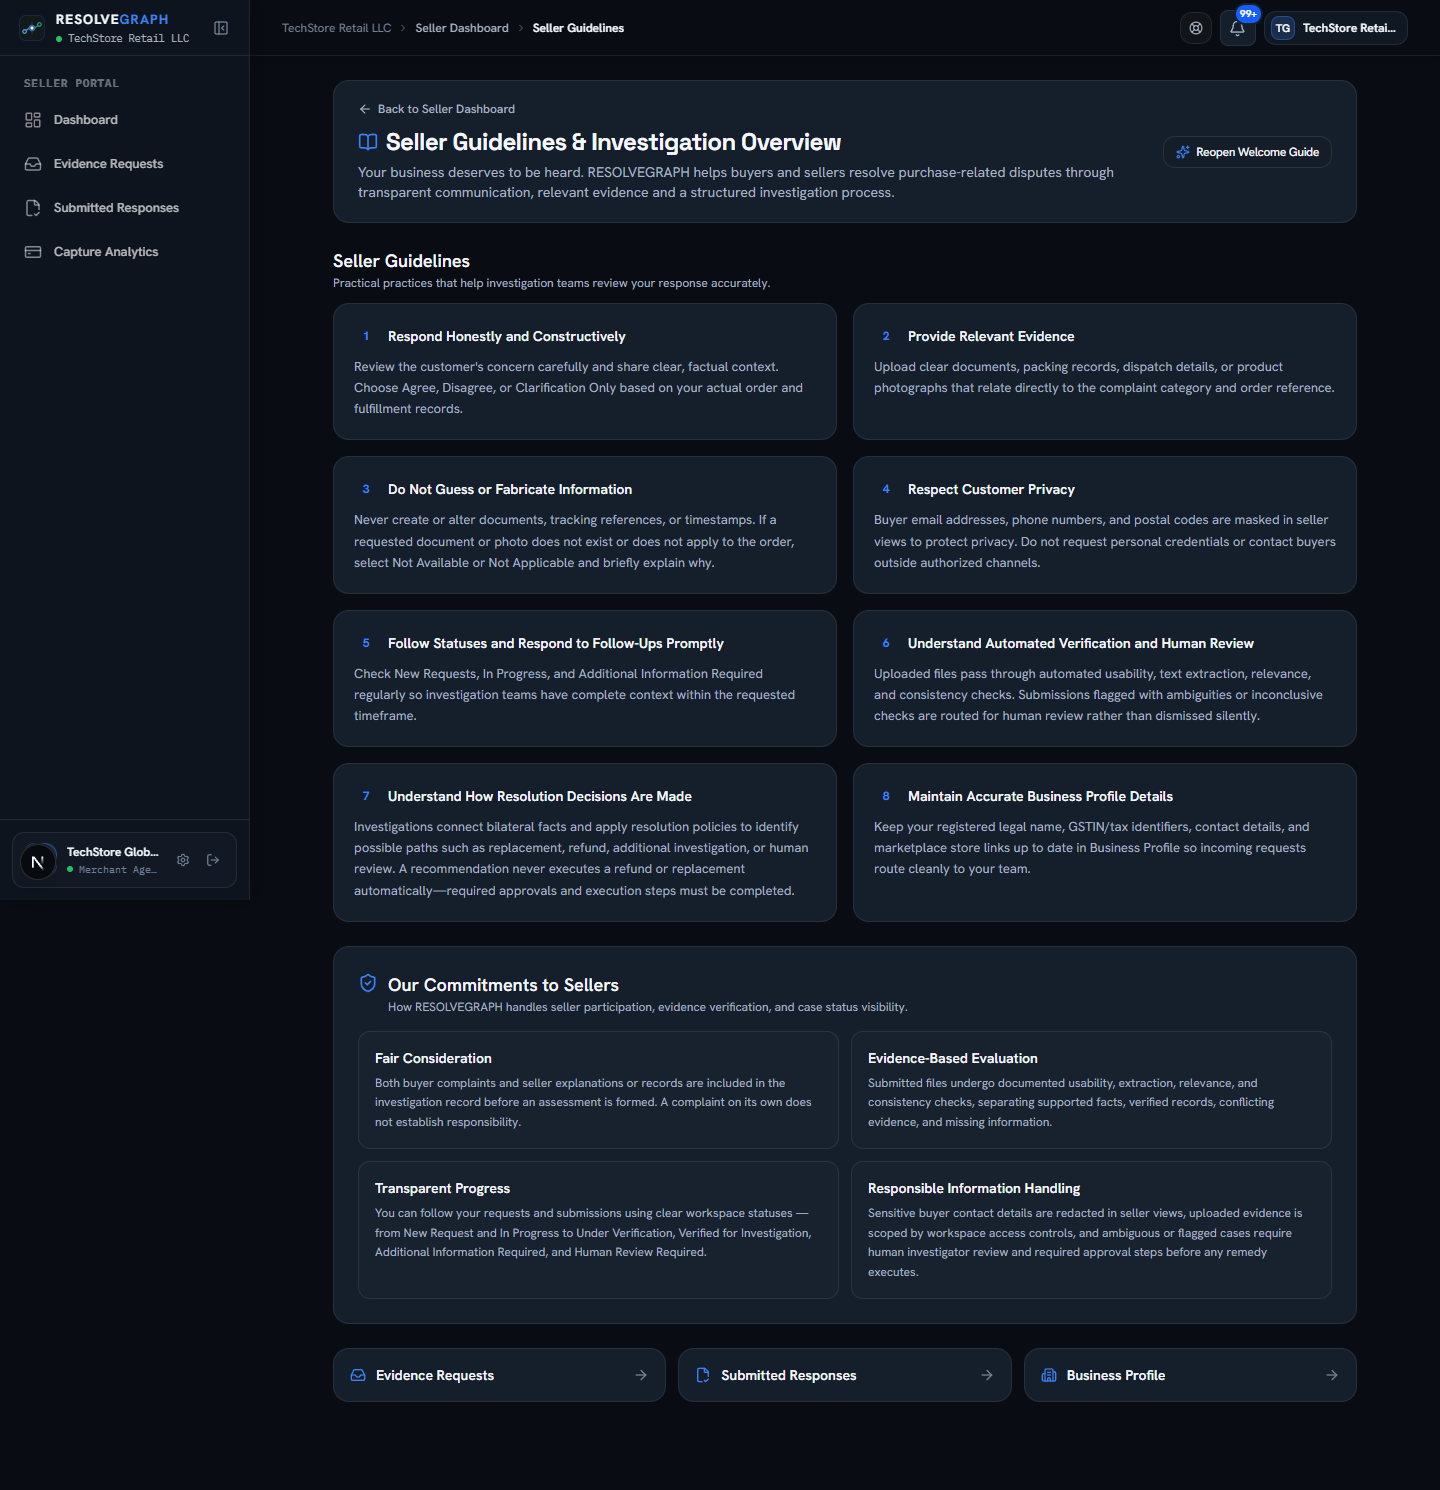 RESOLVEGRAPH
TechStore Retail LLC
TechStore Retail LLC > Seller Dashboard > Seller Guidelines
99+
TG TechStore Retai...
SELLER PORTAL
Dashboard
Evidence Requests
Submitted Responses
Capture Analytics
TechStore Glob...
Merchant Age...
Back to Seller Dashboard
Seller Guidelines & Investigation Overview
Your business deserves to be heard. RESOLVEGRAPH helps buyers and sellers resolve purchase-related disputes through
transparent communication, relevant evidence and a structured investigation process.
Reopen Welcome Guide
Seller Guidelines
Practical practices that help investigation teams review your response accurately.
1 Respond Honestly and Constructively
Review the customer's concern carefully and share clear, factual context.
Choose Agree, Disagree, or Clarification Only based on your actual order and
fulfillment records.
2 Provide Relevant Evidence
Upload clear documents, packing records, dispatch details, or product
photographs that relate directly to the complaint category and order reference.
3 Do Not Guess or Fabricate Information
Never create or alter documents, tracking references, or timestamps. If a
requested document or photo does not exist or does not apply to the order,
select Not Available or Not Applicable and briefly explain why.
4 Respect Customer Privacy
Buyer email addresses, phone numbers, and postal codes are masked in seller
views to protect privacy. Do not request personal credentials or contact buyers
outside authorized channels.
5 Follow Statuses and Respond to Follow-Ups Promptly
Check New Requests, In Progress, and Additional Information Required
regularly so investigation teams have complete context within the requested
timeframe.
6 Understand Automated Verification and Human Review
Uploaded files pass through automated usability, text extraction, relevance,
and consistency checks. Submissions flagged with ambiguities or inconclusive
checks are routed for human review rather than dismissed silently.
7 Understand How Resolution Decisions Are Made
Investigations connect bilateral facts and apply resolution policies to identify
possible paths such as replacement, refund, additional investigation, or human
review. A recommendation never executes a refund or replacement
automatically—required approvals and execution steps must be completed.
8 Maintain Accurate Business Profile Details
Keep your registered legal name, GSTIN/tax identifiers, contact details, and
marketplace store links up to date in Business Profile so incoming requests
route cleanly to your team.
Our Commitments to Sellers
How RESOLVEGRAPH handles seller participation, evidence verification, and case status visibility.
Fair Consideration
Both buyer complaints and seller explanations or records are included in the
investigation record before an assessment is formed. A complaint on its own does
not establish responsibility.
Evidence-Based Evaluation
Submitted files undergo documented usability, extraction, relevance, and
consistency checks, separating supported facts, verified records, conflicting
evidence, and missing information.
Transparent Progress
You can follow your requests and submissions using clear workspace statuses —
from New Request and In Progress to Under Verification, Verified for Investigation,
Additional Information Required, and Human Review Required.
Responsible Information Handling
Sensitive buyer contact details are redacted in seller views, uploaded evidence is
scoped by workspace access controls, and ambiguous or flagged cases require
human investigator review and required approval steps before any remedy
executes.
Evidence Requests
Submitted Responses
Business Profile